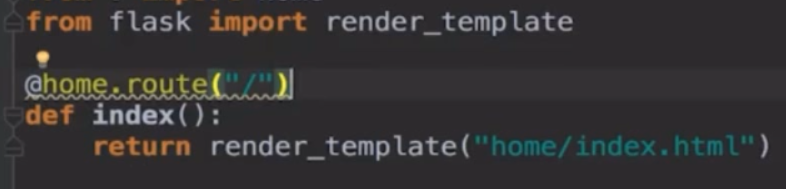 from flask import render_template
@home.route("/")
def index():
    return render_template("home/index.html")